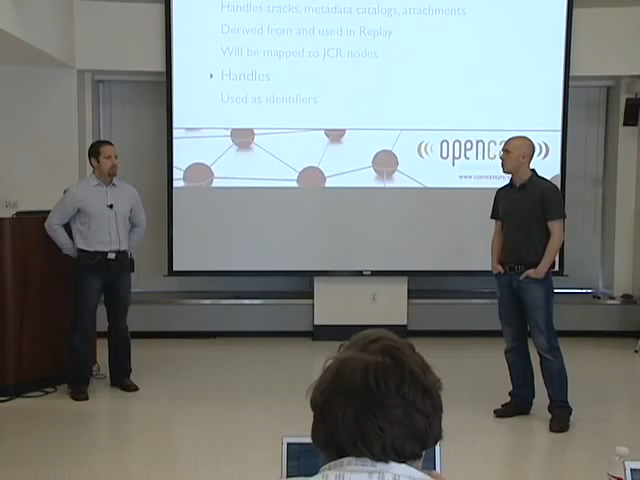 Handles tracks, metadata catalogs, attachments
Derived from and used in Replay
Will be mapped to JCR nodes
Handles
Used as identifiers